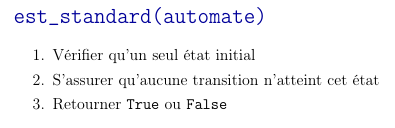 est_standard(automate)
1. Vérifier qu'un seul état initial
2. S'assurer qu'aucune transition n'atteint cet état
3. Retourner True ou False